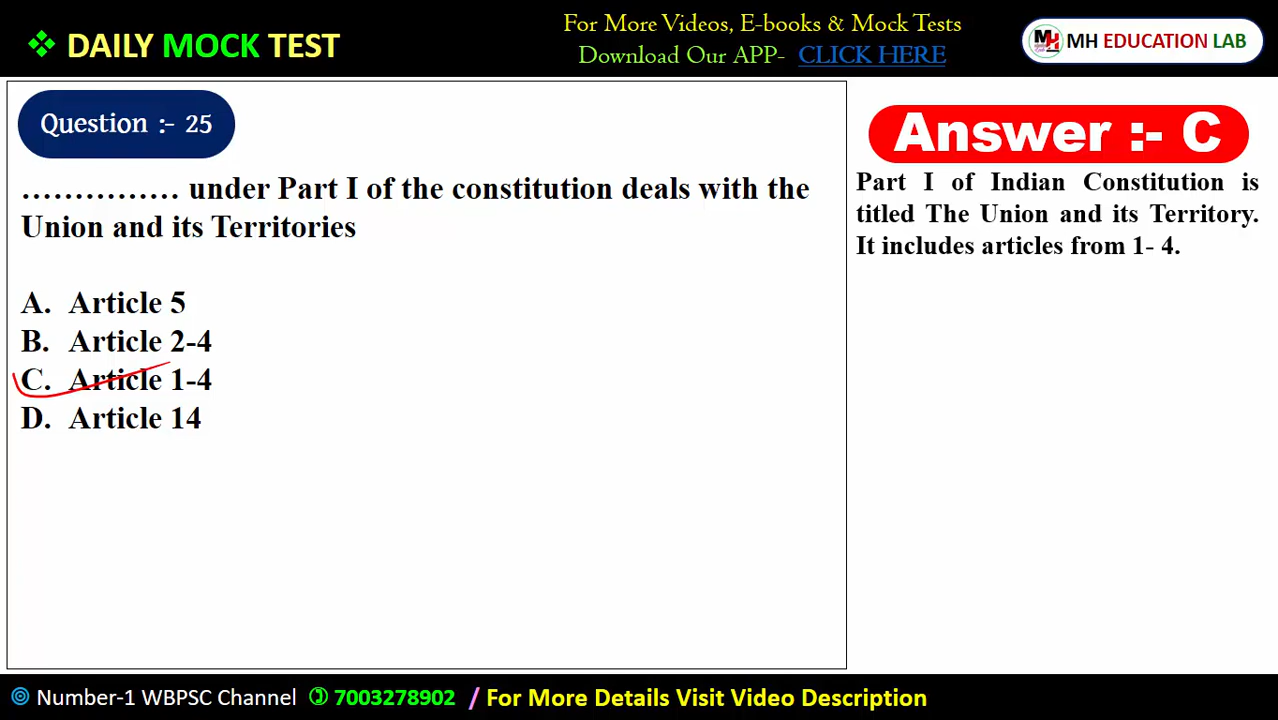 ❖ DAILY MOCK TEST
For More Videos, E-books & Mock Tests
Download Our APP- CLICK HERE
MH EDUCATION LAB
Question :- 25
…………… under Part I of the constitution deals with the
Union and its Territories
A. Article 5
B. Article 2-4
C. Article 1-4
D. Article 14
Answer :- C
Part I of Indian Constitution is
titled The Union and its Territory.
It includes articles from 1- 4.
Number-1 WBPSC Channel 7003278902 / For More Details Visit Video Description